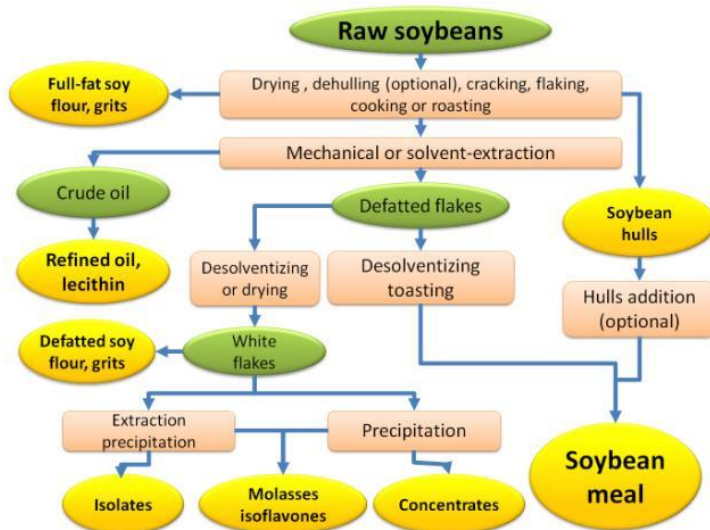 Raw soybeans
Full-fat soy
flour, grits
Drying , dehulling (optional), cracking, flaking,
cooking or roasting
Mechanical or solvent-extraction
Crude oil
Defatted flakes
Soybean
hulls
Refined oil,
lecithin
Desolventizing
or drying
Desolventizing
toasting
Hulls addition
(optional)
Defatted soy
flour, grits
White
flakes
Extraction
precipitation
Precipitation
Soybean
meal
Isolates
Molasses
isoflavones
Concentrates